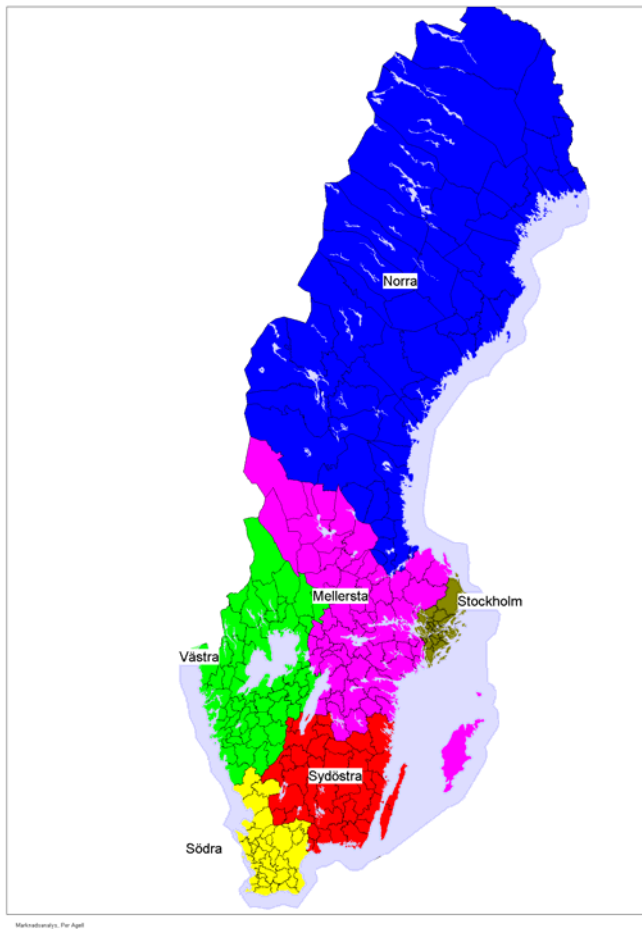 Norra
Mellersta
Stockholm
Västra
Sydöstra
Södra
Marknadsanalys, Per Agell